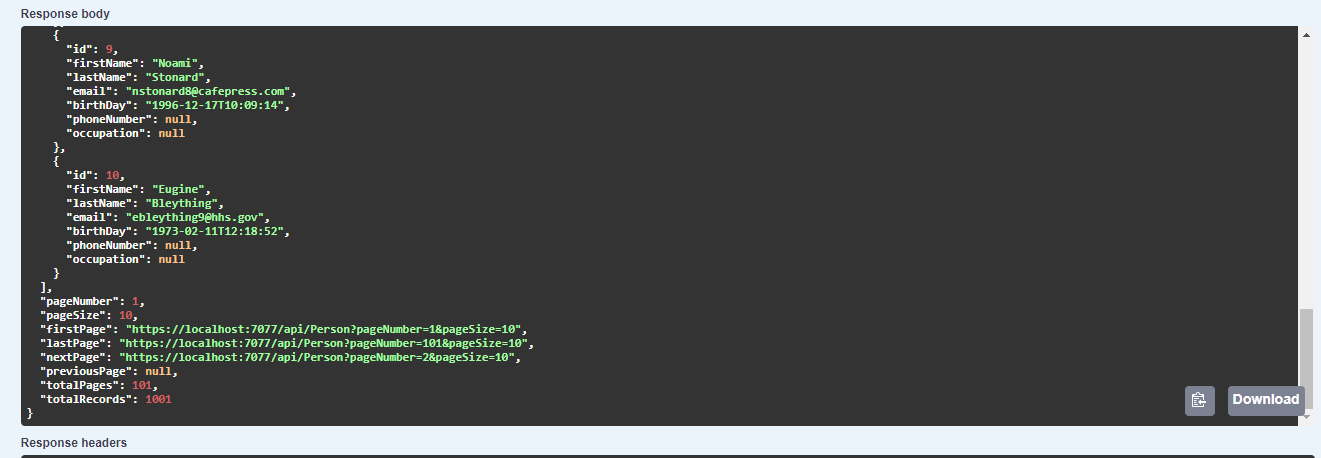 Response body
},
{
"id": 9,
"firstName": "Noami",
"lastName": "Stonard",
"email": "nstonard8@cafepress.com",
"birthDay": "1996-12-17T10:09:14",
"phoneNumber": null,
"occupation": null
},
{
"id": 10,
"firstName": "Eugine",
"lastName": "Bleything",
"email": "ebleything9@hhs.gov",
"birthDay": "1973-02-11T12:18:52",
"phoneNumber": null,
"occupation": null
}
],
"pageNumber": 1,
"pageSize": 10,
"firstPage": "https://localhost:7077/api/Person?pageNumber=1&pageSize=10",
"lastPage": "https://localhost:7077/api/Person?pageNumber=101&pageSize=10",
"nextPage": "https://localhost:7077/api/Person?pageNumber=2&pageSize=10",
"previousPage": null,
"totalPages": 101,
"totalRecords": 1001
}
Download
Response headers